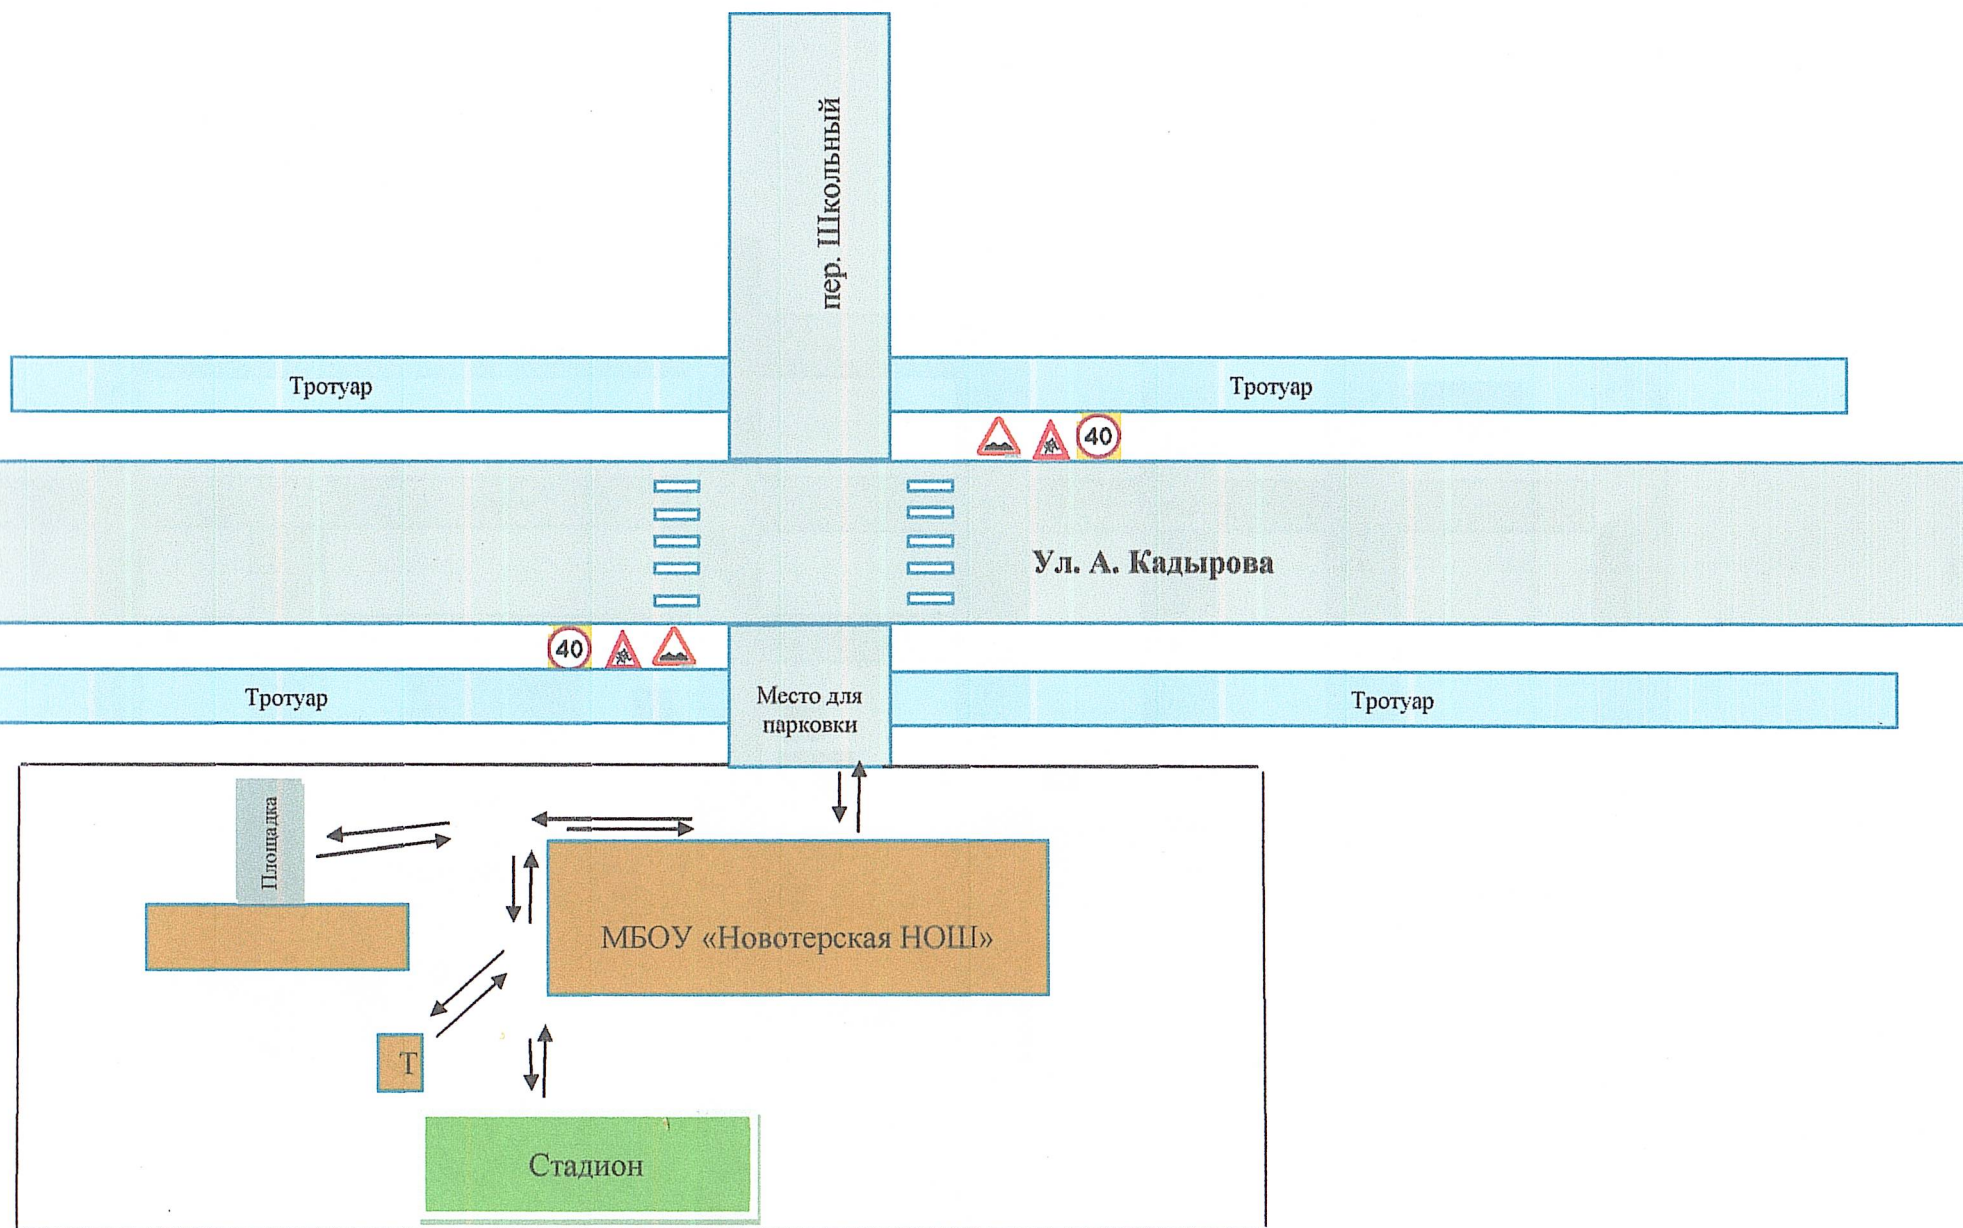 пер. Школьный
Тротуар
Тротуар
40
Ул. А. Кадырова
40
Тротуар
Место для
парковки
Тротуар
Площадка
МБОУ «Новотерская НОШ»
Т
Стадион